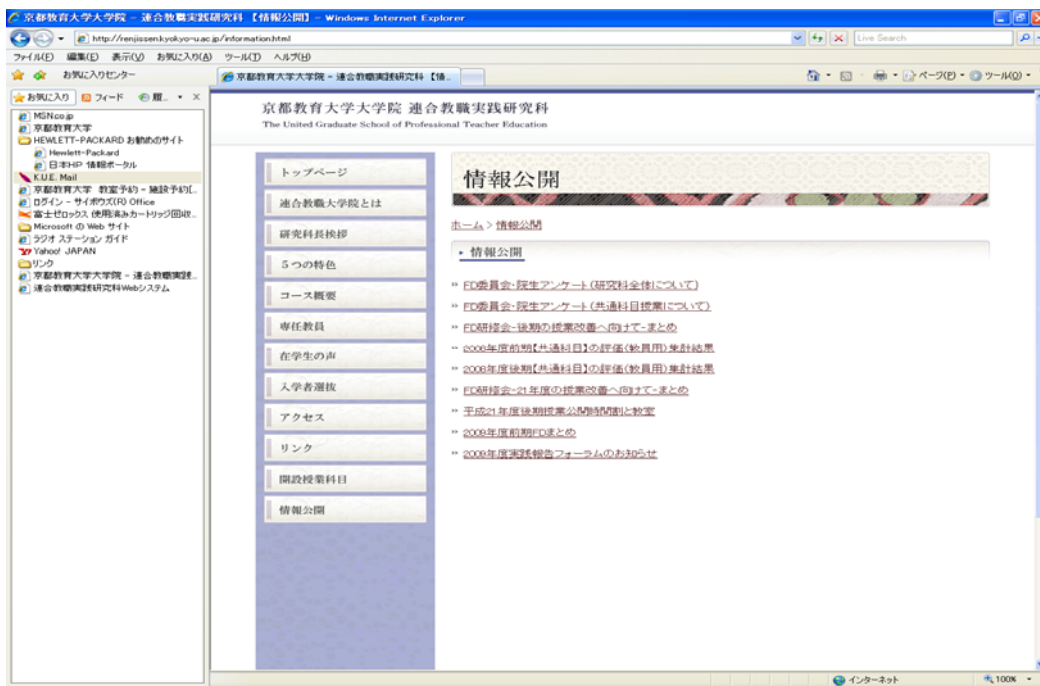 京都教育大学大学院 - 連合教職実践研究科 【情報公開】 - Windows Internet Explorer
http://renjissen.kyokyo-u.ac.jp/information.html
Live Search
ファイル(F) 編集(E) 表示(V) お気に入り(A) ツール(T) ヘルプ(H)
お気に入りセンター
京都教育大学大学院 - 連合教職実践研究科 【情...
ページ(P) ツール(O)
お気に入り フィード 履...
MSN.co.jp
京都教育大学
HEWLETT-PACKARD お勧めのサイト
Hewlett-Packard
日本HP 情報ポータル
K.U.E. Mail
京都教育大学 教室予約 - 施設予約[...
ログイン - サイボウズ(R) Office
富士ゼロックス 使用済みカートリッジ回収...
Microsoft の Web サイト
ラジオ ステーション ガイド
Yahoo! JAPAN
リンク
京都教育大学大学院 - 連合教職実践...
連合教職実践研究科Webシステム
京都教育大学大学院 連合教職実践研究科
The United Graduate School of Professional Teacher Education
トップページ
連合教職大学院とは
研究科長挨拶
5つの特色
コース概要
専任教員
在学生の声
入学者選抜
アクセス
リンク
開設授業科目
情報公開
情報公開
ホーム > 情報公開
情報公開
FD委員会・院生アンケート(研究科全体について)
FD委員会・院生アンケート(共通科目授業について)
FD研修会-後期の授業改善へ向けて-まとめ
2008年度前期【共通科目】の評価(教員用)集計結果
2008年度後期【共通科目】の評価(教員用)集計結果
FD研修会-21年度の授業改善へ向けて-まとめ
平成21年度後期授業公開時間割と教室
2009年度前期FDまとめ
2009年度実践報告フォーラムのお知らせ
インターネット
100%